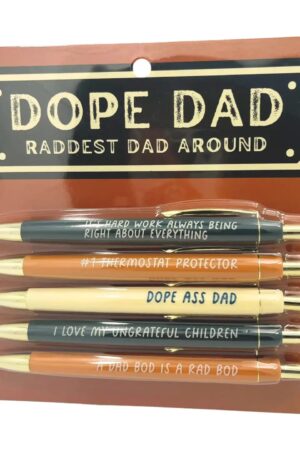 DOPE DAD
RADDEST DAD AROUND
IT'S HARD WORK ALWAYS BEING
RIGHT ABOUT EVERYTHING
#1 THERMOSTAT PROTECTOR
DOPE ASS DAD
I LOVE MY UNGRATEFUL CHILDREN
A DAD BOD IS A RAD BOD